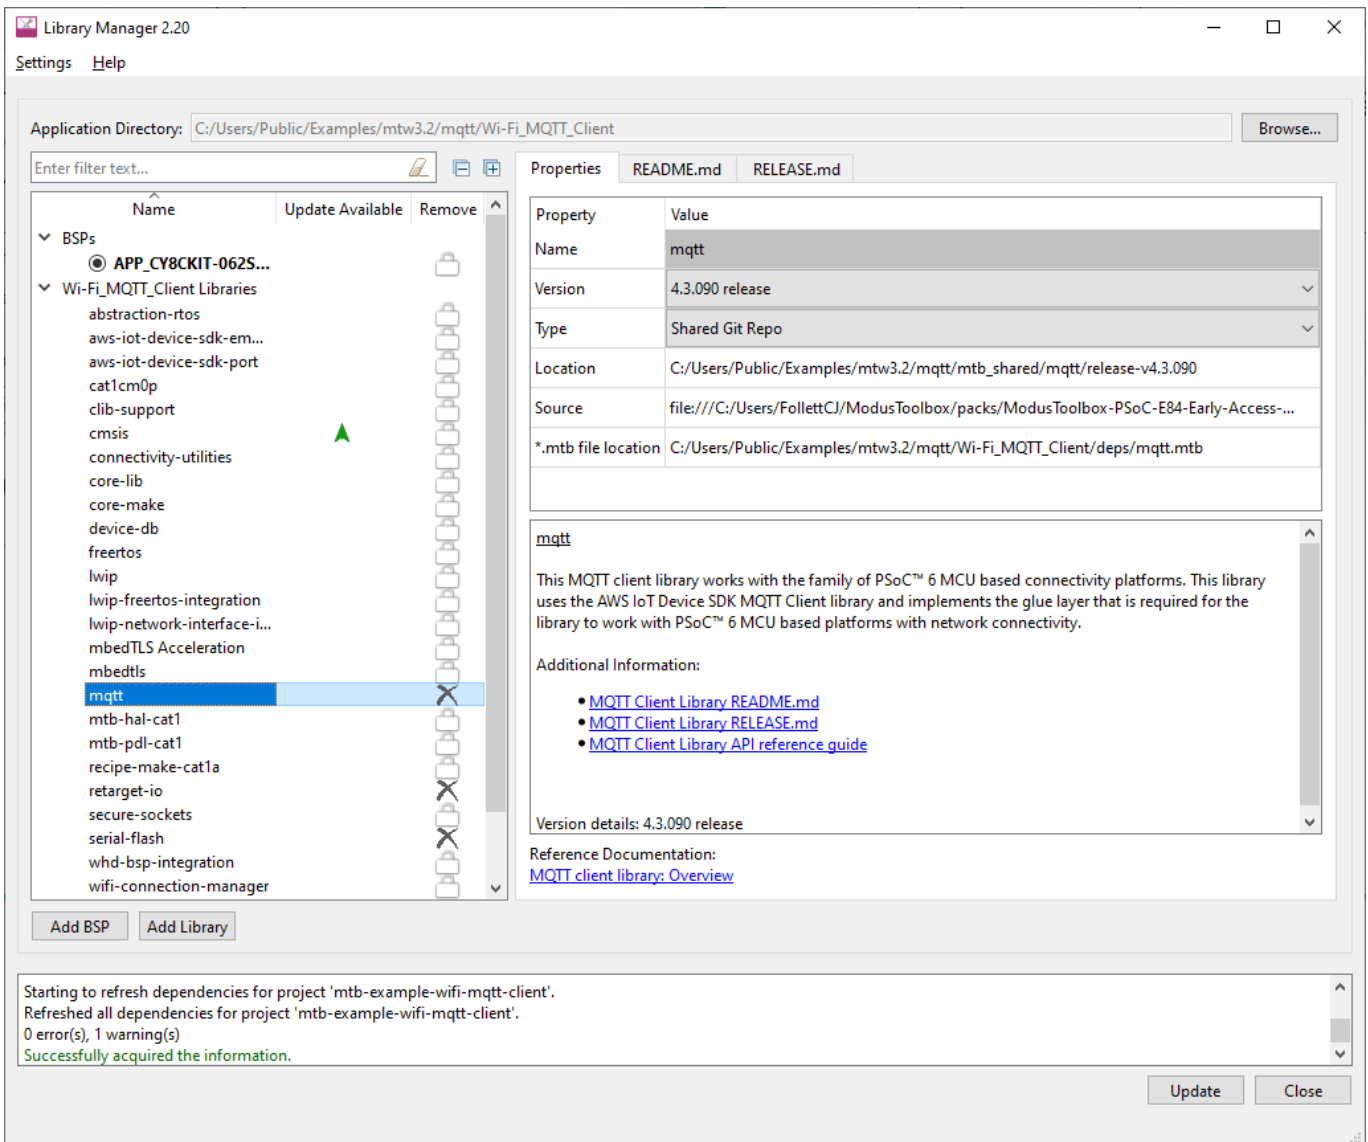 Library Manager 2.20
Settings Help
Application Directory: C:/Users/Public/Examples/mtw3.2/mqtt/Wi-Fi_MQTT_Client Browse...
Enter filter text...
Name Update Available Remove
BSPs
APP_CY8CKIT-062S...
Wi-Fi_MQTT_Client Libraries
abstraction-rtos
aws-iot-device-sdk-em...
aws-iot-device-sdk-port
cat1cm0p
clib-support
cmsis
connectivity-utilities
core-lib
core-make
device-db
freertos
lwip
lwip-freertos-integration
lwip-network-interface-i...
mbedTLS Acceleration
mbedtls
mqtt
mtb-hal-cat1
mtb-pdl-cat1
recipe-make-cat1a
retarget-io
secure-sockets
serial-flash
whd-bsp-integration
wifi-connection-manager
Add BSP Add Library
Properties README.md RELEASE.md
Property Value
Name mqtt
Version 4.3.090 release
Type Shared Git Repo
Location C:/Users/Public/Examples/mtw3.2/mqtt/mtb_shared/mqtt/release-v4.3.090
Source file:///C:/Users/FollettCJ/ModusToolbox/packs/ModusToolbox-PSoC-E84-Early-Access-...
*.mtb file location C:/Users/Public/Examples/mtw3.2/mqtt/Wi-Fi_MQTT_Client/deps/mqtt.mtb
mqtt
This MQTT client library works with the family of PSoC™ 6 MCU based connectivity platforms. This library
uses the AWS IoT Device SDK MQTT Client library and implements the glue layer that is required for the
library to work with PSoC™ 6 MCU based platforms with network connectivity.
Additional Information:
• MQTT Client Library README.md
• MQTT Client Library RELEASE.md
• MQTT Client Library API reference guide
Version details: 4.3.090 release
Reference Documentation:
MQTT client library: Overview
Starting to refresh dependencies for project 'mtb-example-wifi-mqtt-client'.
Refreshed all dependencies for project 'mtb-example-wifi-mqtt-client'.
0 error(s), 1 warning(s)
Successfully acquired the information.
Update Close